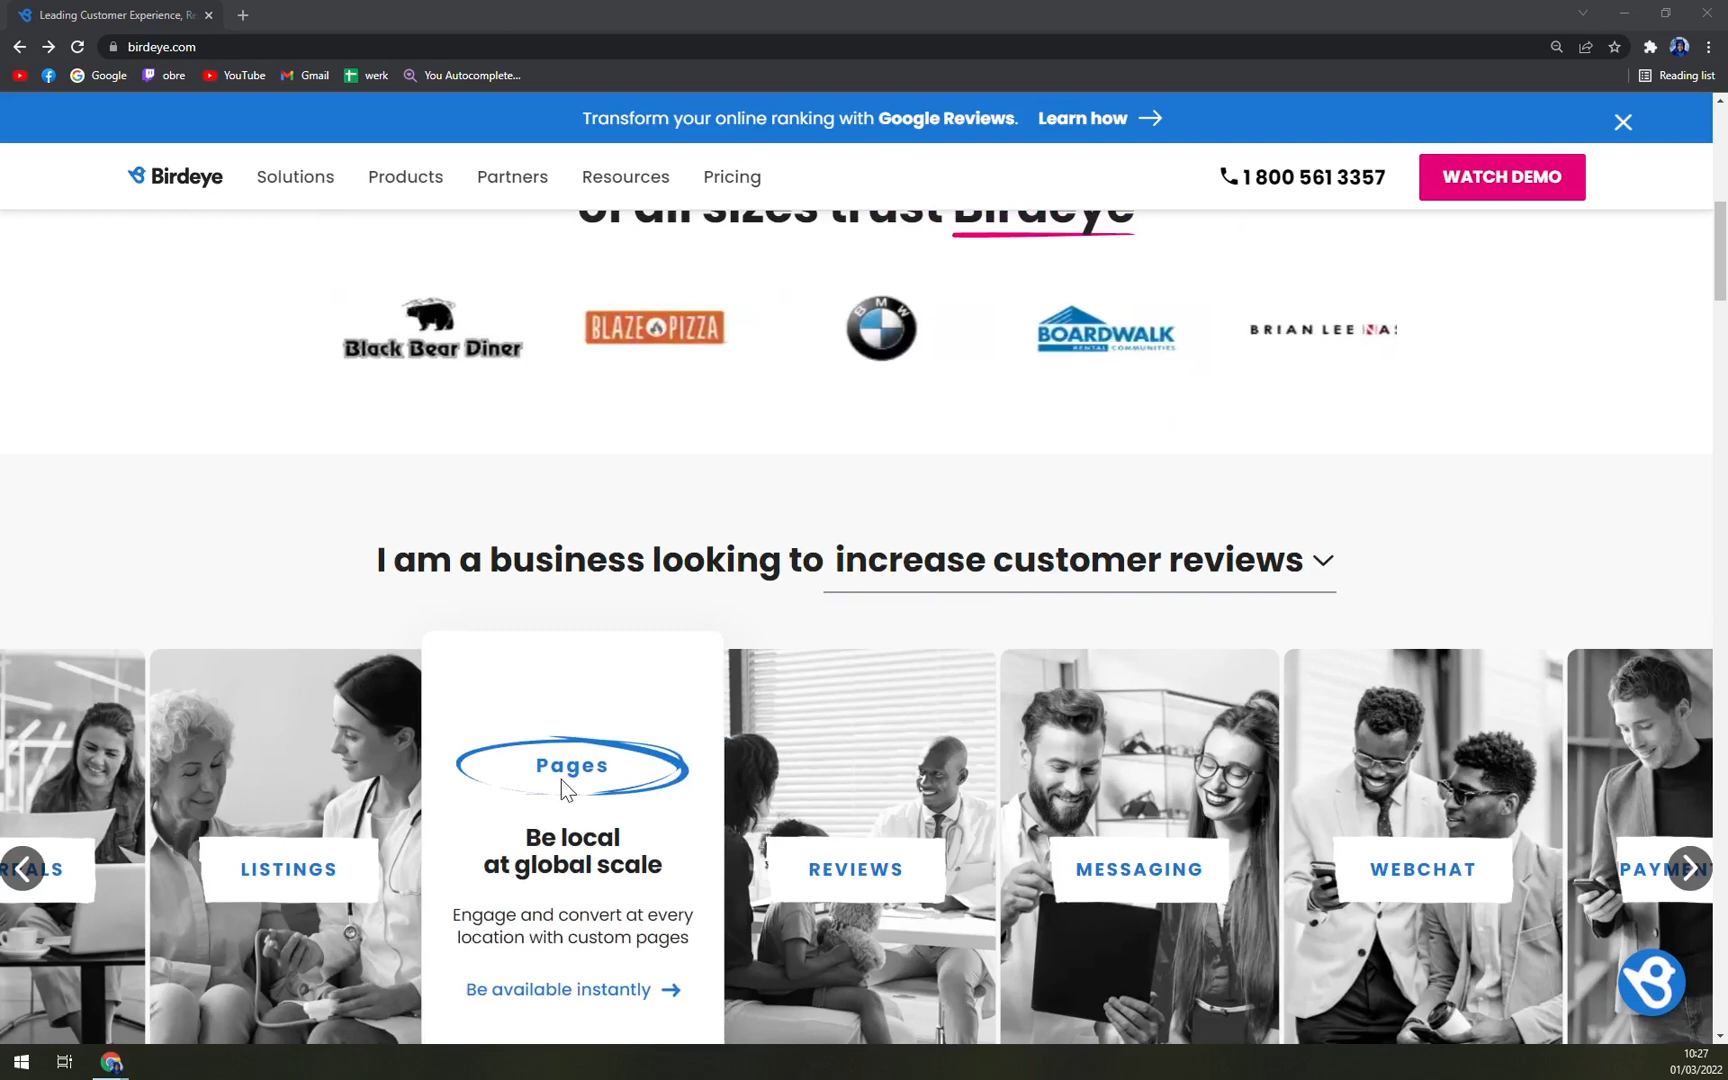 Leading Customer Experience, Re
birdeye.com
Google
obre
YouTube
Gmail
werk
You Autocomplete...
Reading list
Transform your online ranking with Google Reviews. Learn how
Birdeye
Solutions
Products
Partners
Resources
Pricing
1 800 561 3357
WATCH DEMO
of all sizes trust Birdeye
Black Bear Diner
BLAZE PIZZA
BMW
BOARDWALK
RENTAL COMMUNITIES
BRIAN LEE NAS
I am a business looking to increase customer reviews
RALS
LISTINGS
Pages
Be local
at global scale
Engage and convert at every
location with custom pages
Be available instantly
REVIEWS
MESSAGING
WEBCHAT
PAYMEN
10:27
01/03/2022